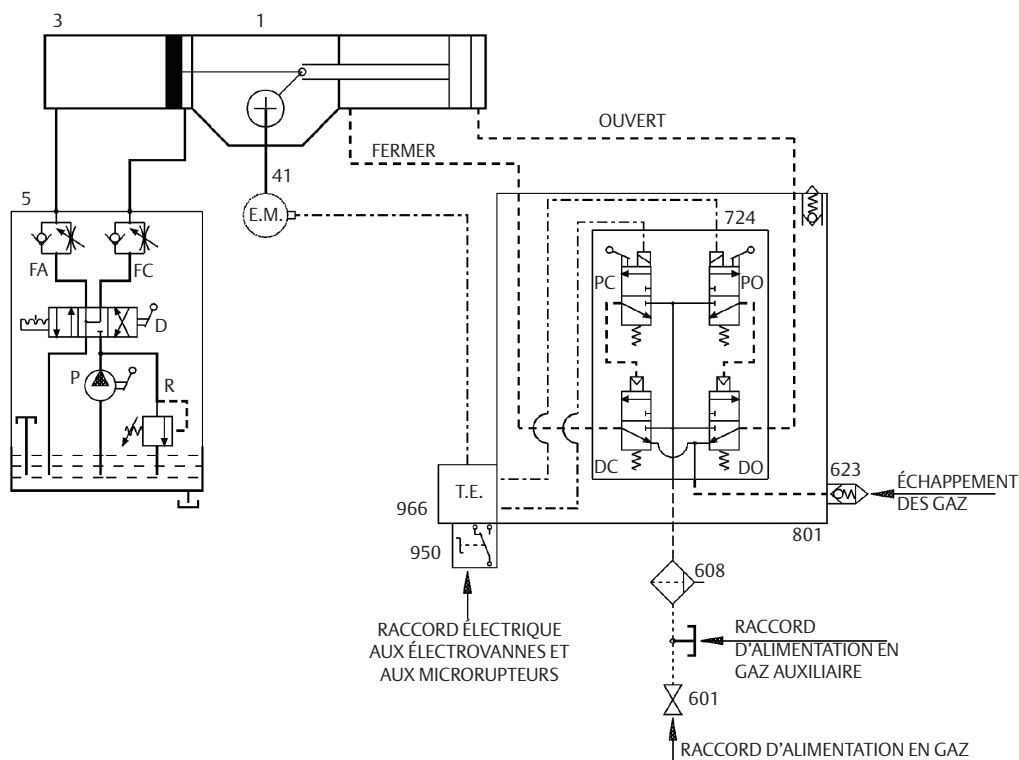 3
1
OUVERT
FERMER
41
5
E.M.
724
FA
FC
PC
PO
D
P
R
DC
DO
623
ÉCHAPPEMENT
DES GAZ
T.E.
966
801
950
608
RACCORD ÉLECTRIQUE
AUX ÉLECTROVANNES ET
AUX MICRORUPTEURS
RACCORD
D'ALIMENTATION EN
GAZ AUXILIAIRE
601
RACCORD D'ALIMENTATION EN GAZ